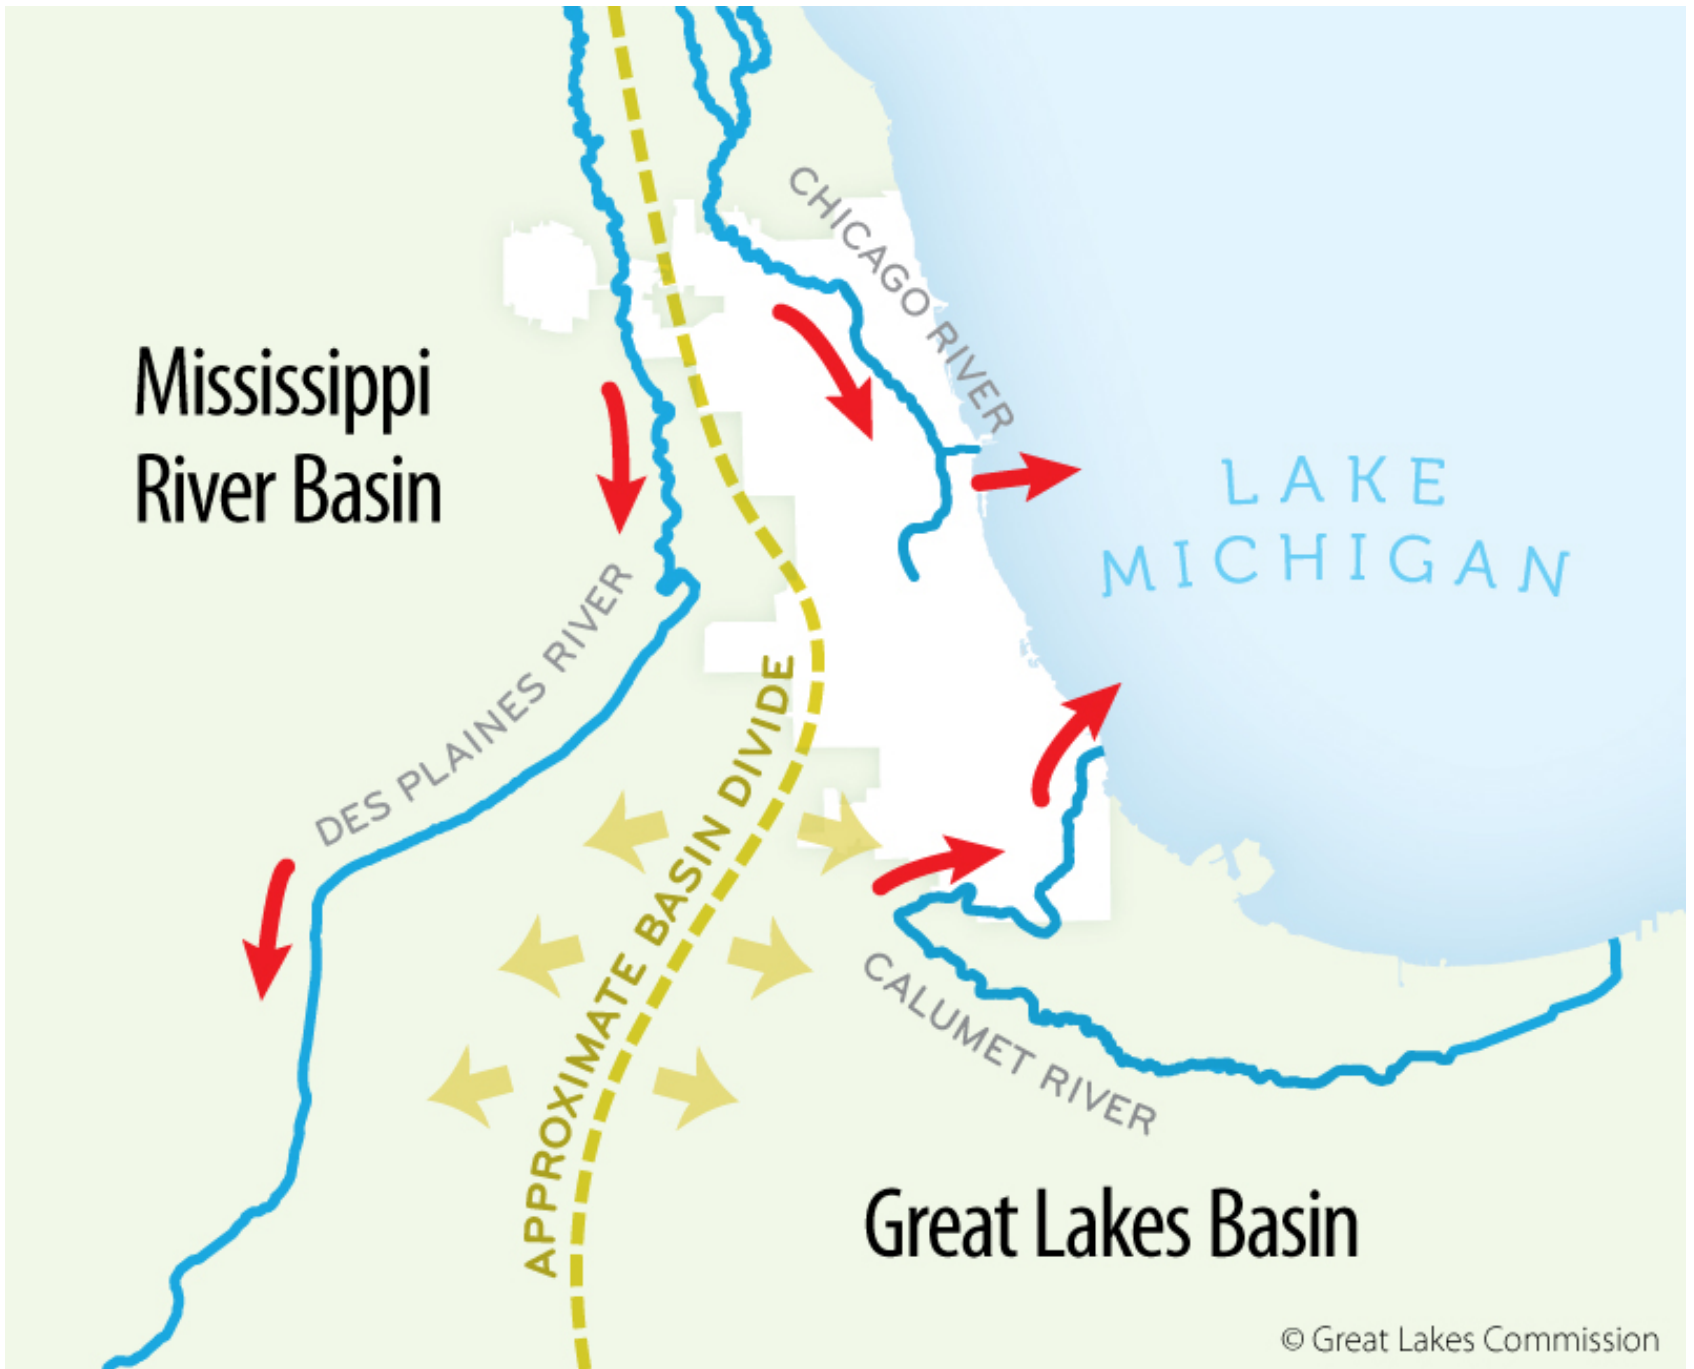 CHICAGO RIVER
Mississippi
River Basin
LAKE
MICHIGAN
DES PLAINES RIVER
APPROXIMATE BASIN DIVIDE
CALUMET RIVER
Great Lakes Basin
© Great Lakes Commission